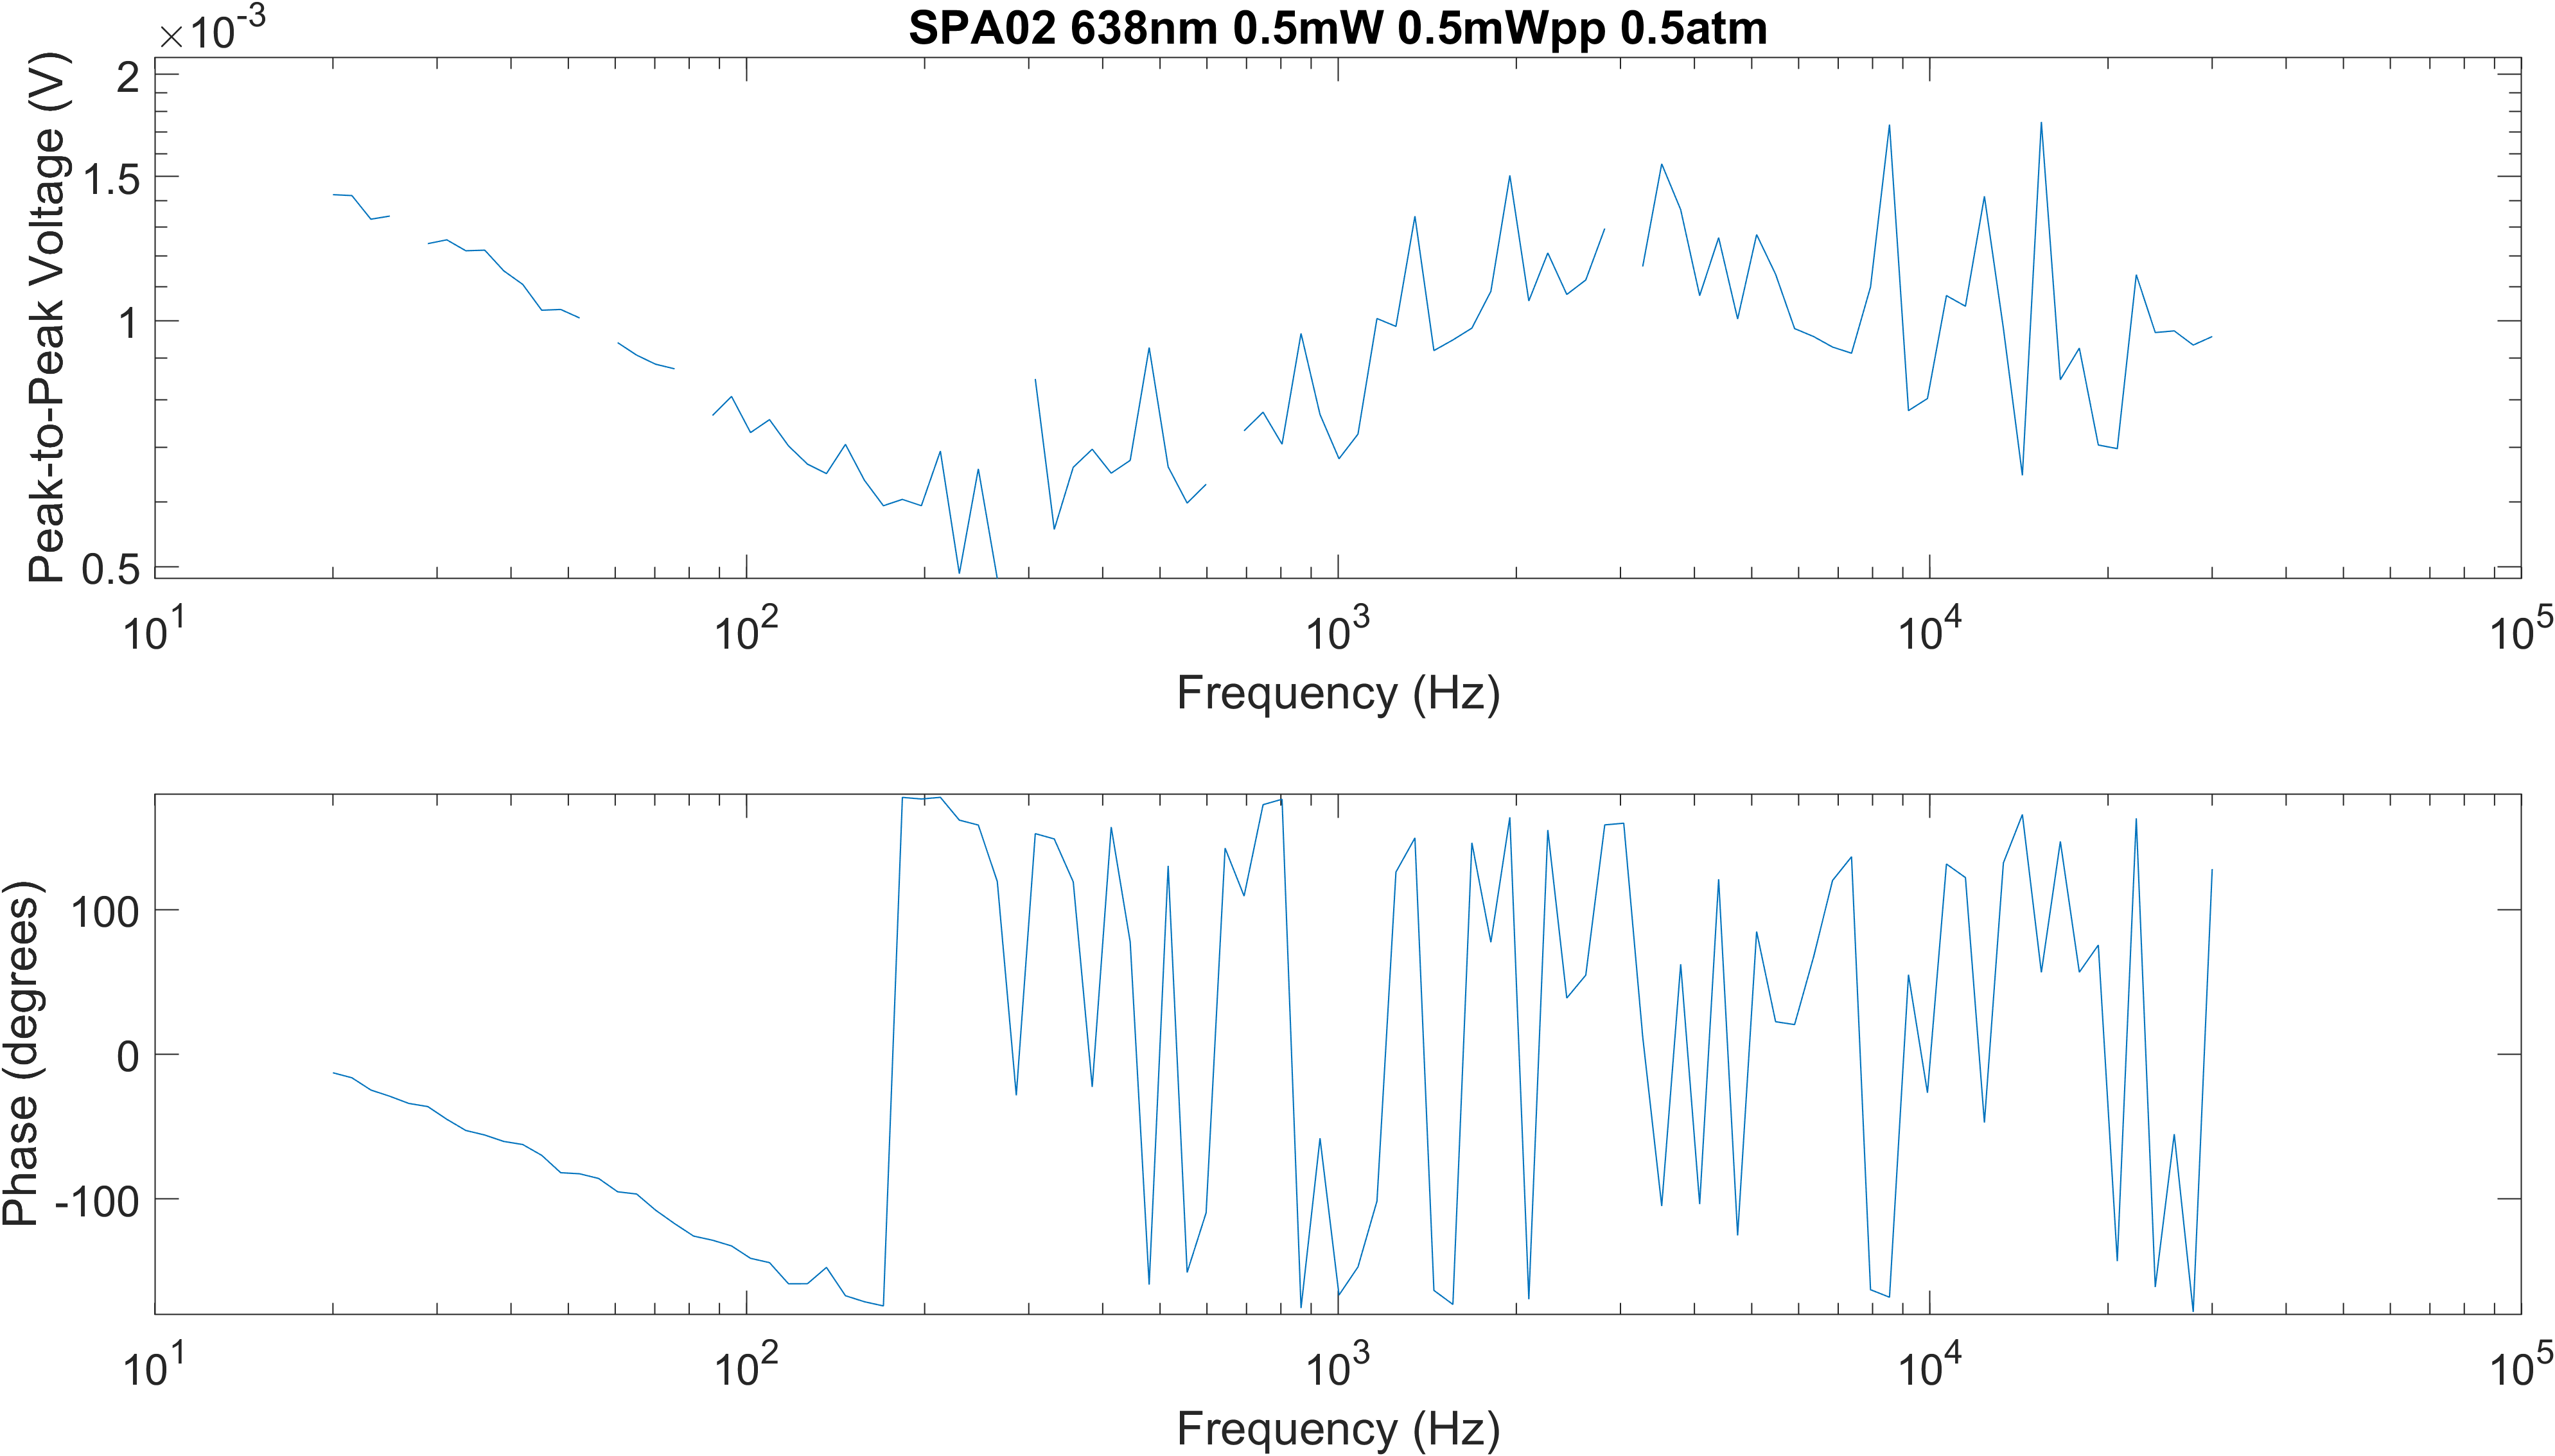 SPA02 638nm 0.5mW 0.5mWpp 0.5atm
×10⁻³
Peak-to-Peak Voltage (V)
2
1.5
1
0.5
10¹ 10² 10³ 10⁴ 10⁵
Frequency (Hz)
Phase (degrees)
100
0
-100
10¹ 10² 10³ 10⁴ 10⁵
Frequency (Hz)